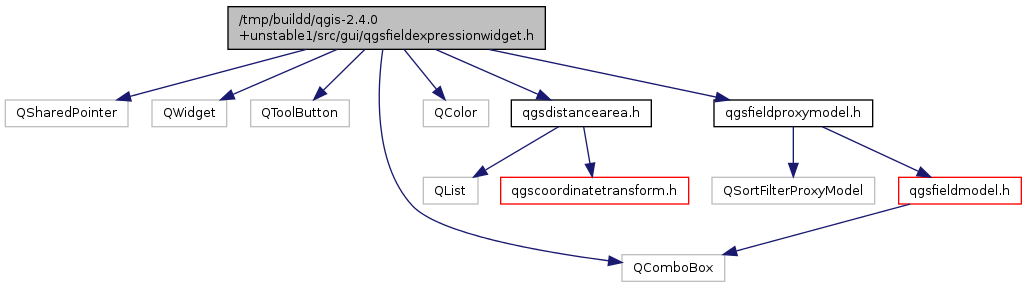 /tmp/buildd/qgis-2.4.0
+unstable1/src/gui/qgsfieldexpressionwidget.h
QSharedPointer
QWidget
QToolButton
QColor
qgsdistancearea.h
qgsfieldproxymodel.h
QList
qgscoordinatetransform.h
QSortFilterProxyModel
qgsfieldmodel.h
QComboBox